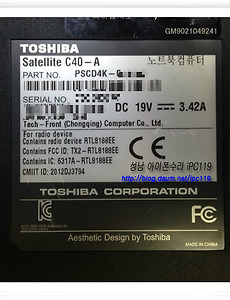 GM9021049241
TOSHIBA
Satellite C40-A 노트북컴퓨터
PART NO. PSCD4K-
SERIAL NO.
DC 19V 3.42A
Tech-Front (Chongqing) Computer Co., Ltd.
For radio device
Contains radio device RTL8188EE
Contains FCC ID: TX2-RTL8188EE
Contains IC: 6317A-RTL8188EE
CMIIT ID: 2012DJ3794
CE
성남 아이폰수리 iPC119
http://blog.daum.net/ipc119
TOSHIBA CORPORATION
FC
Aesthetic Design by Toshiba
MADE IN CHINA